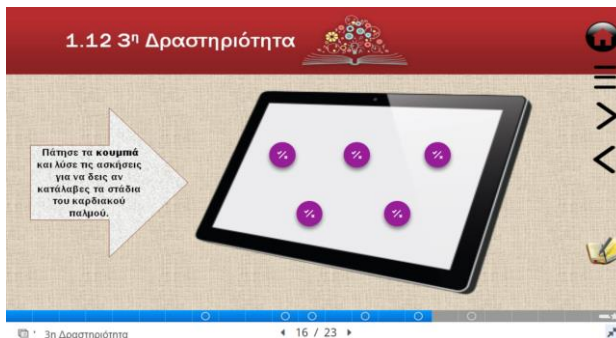 1.12 3η Δραστηριότητα
Πάτησε τα κουμπιά
και λύσε τις ασκήσεις
για να δεις αν
κατάλαβες τα στάδια
του καρδιακού
παλμού.
3η Δραστηριότητα
16 / 23